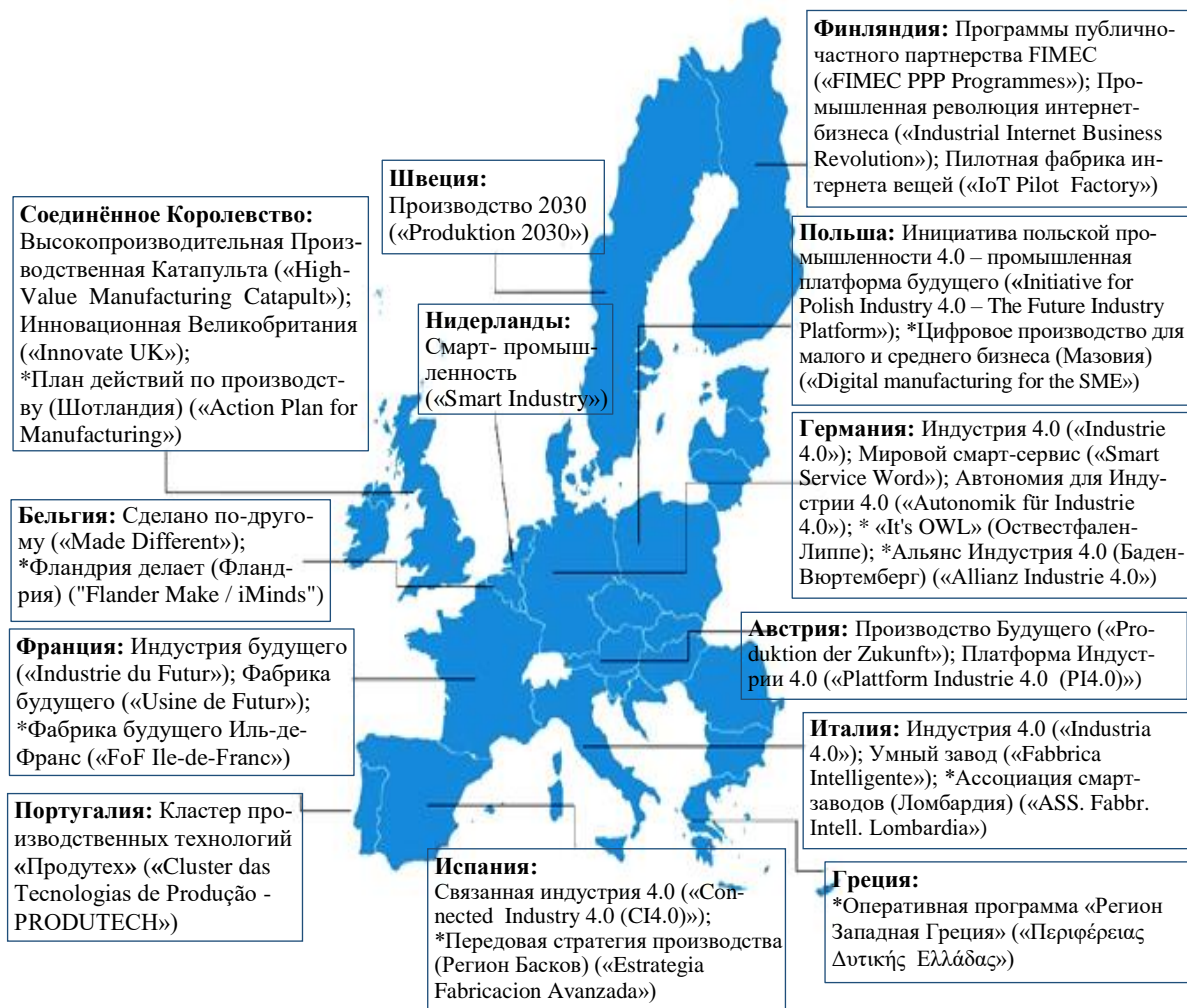 Финляндия: Программы публично-
частного партнерства FIMEC
(«FIMEC PPP Programmes»); Про-
мышленная революция интернет-
бизнеса («Industrial Internet Business
Revolution»); Пилотная фабрика ин-
тернета вещей («IoT Pilot Factory»)
Швеция:
Производство 2030
(«Produktion 2030»)
Соединённое Королевство:
Высокопроизводительная Произ-
водственная Катапульта («High-
Value Manufacturing Catapult»);
Инновационная Великобритания
(«Innovate UK»);
*План действий по производст-
ву (Шотландия) («Action Plan for
Manufacturing»)
Польша: Инициатива польской про-
мышленности 4.0 – промышленная
платформа будущего («Initiative for
Polish Industry 4.0 – The Future Industry
Platform»); *Цифровое производство для
малого и среднего бизнеса (Мазовия)
(«Digital manufacturing for the SME»)
Нидерланды:
Смарт- промыш-
ленность
(«Smart Industry»)
Германия: Индустрия 4.0 («Industrie
4.0»); Мировой смарт-сервис («Smart
Service Word»); Автономия для Инду-
стрии 4.0 («Autonomik für Industrie
4.0»); * «It's OWL» (Оствестфален-
Липпе); *Альянс Индустрия 4.0 (Баден-
Вюртемберг) («Allianz Industrie 4.0»)
Бельгия: Сделано по-друго-
му («Made Different»);
*Фландрия делает (Фланд-
рия) ("Flander Make / iMinds")
Австрия: Производство Будущего («Pro-
duktion der Zukunft»); Платформа Индуст-
рии 4.0 («Plattform Industrie 4.0 (PI4.0)»)
Франция: Индустрия будущего
(«Industrie du Futur»); Фабрика
будущего («Usine de Futur»);
*Фабрика будущего Иль-де-
Франс («FoF Ile-de-Franc»)
Италия: Индустрия 4.0 («Industria
4.0»); Умный завод («Fabbrica
Intelligente»); *Ассоциация смарт-
заводов (Ломбардия) («ASS. Fabbr.
Intell. Lombardia»)
Португалия: Кластер про-
изводственных технологий
«Продутех» («Cluster das
Tecnologias de Produção -
PRODUTECH»)
Испания:
Связанная индустрия 4.0 («Con-
nected Industry 4.0 (CI4.0)»);
*Передовая стратегия производства
(Регион Басков) («Estrategia
Fabricacion Avanzada»)
Греция:
*Оперативная программа «Регион
Западная Греция» («Περιφέρειας
Δυτικής Ελλάδας»)